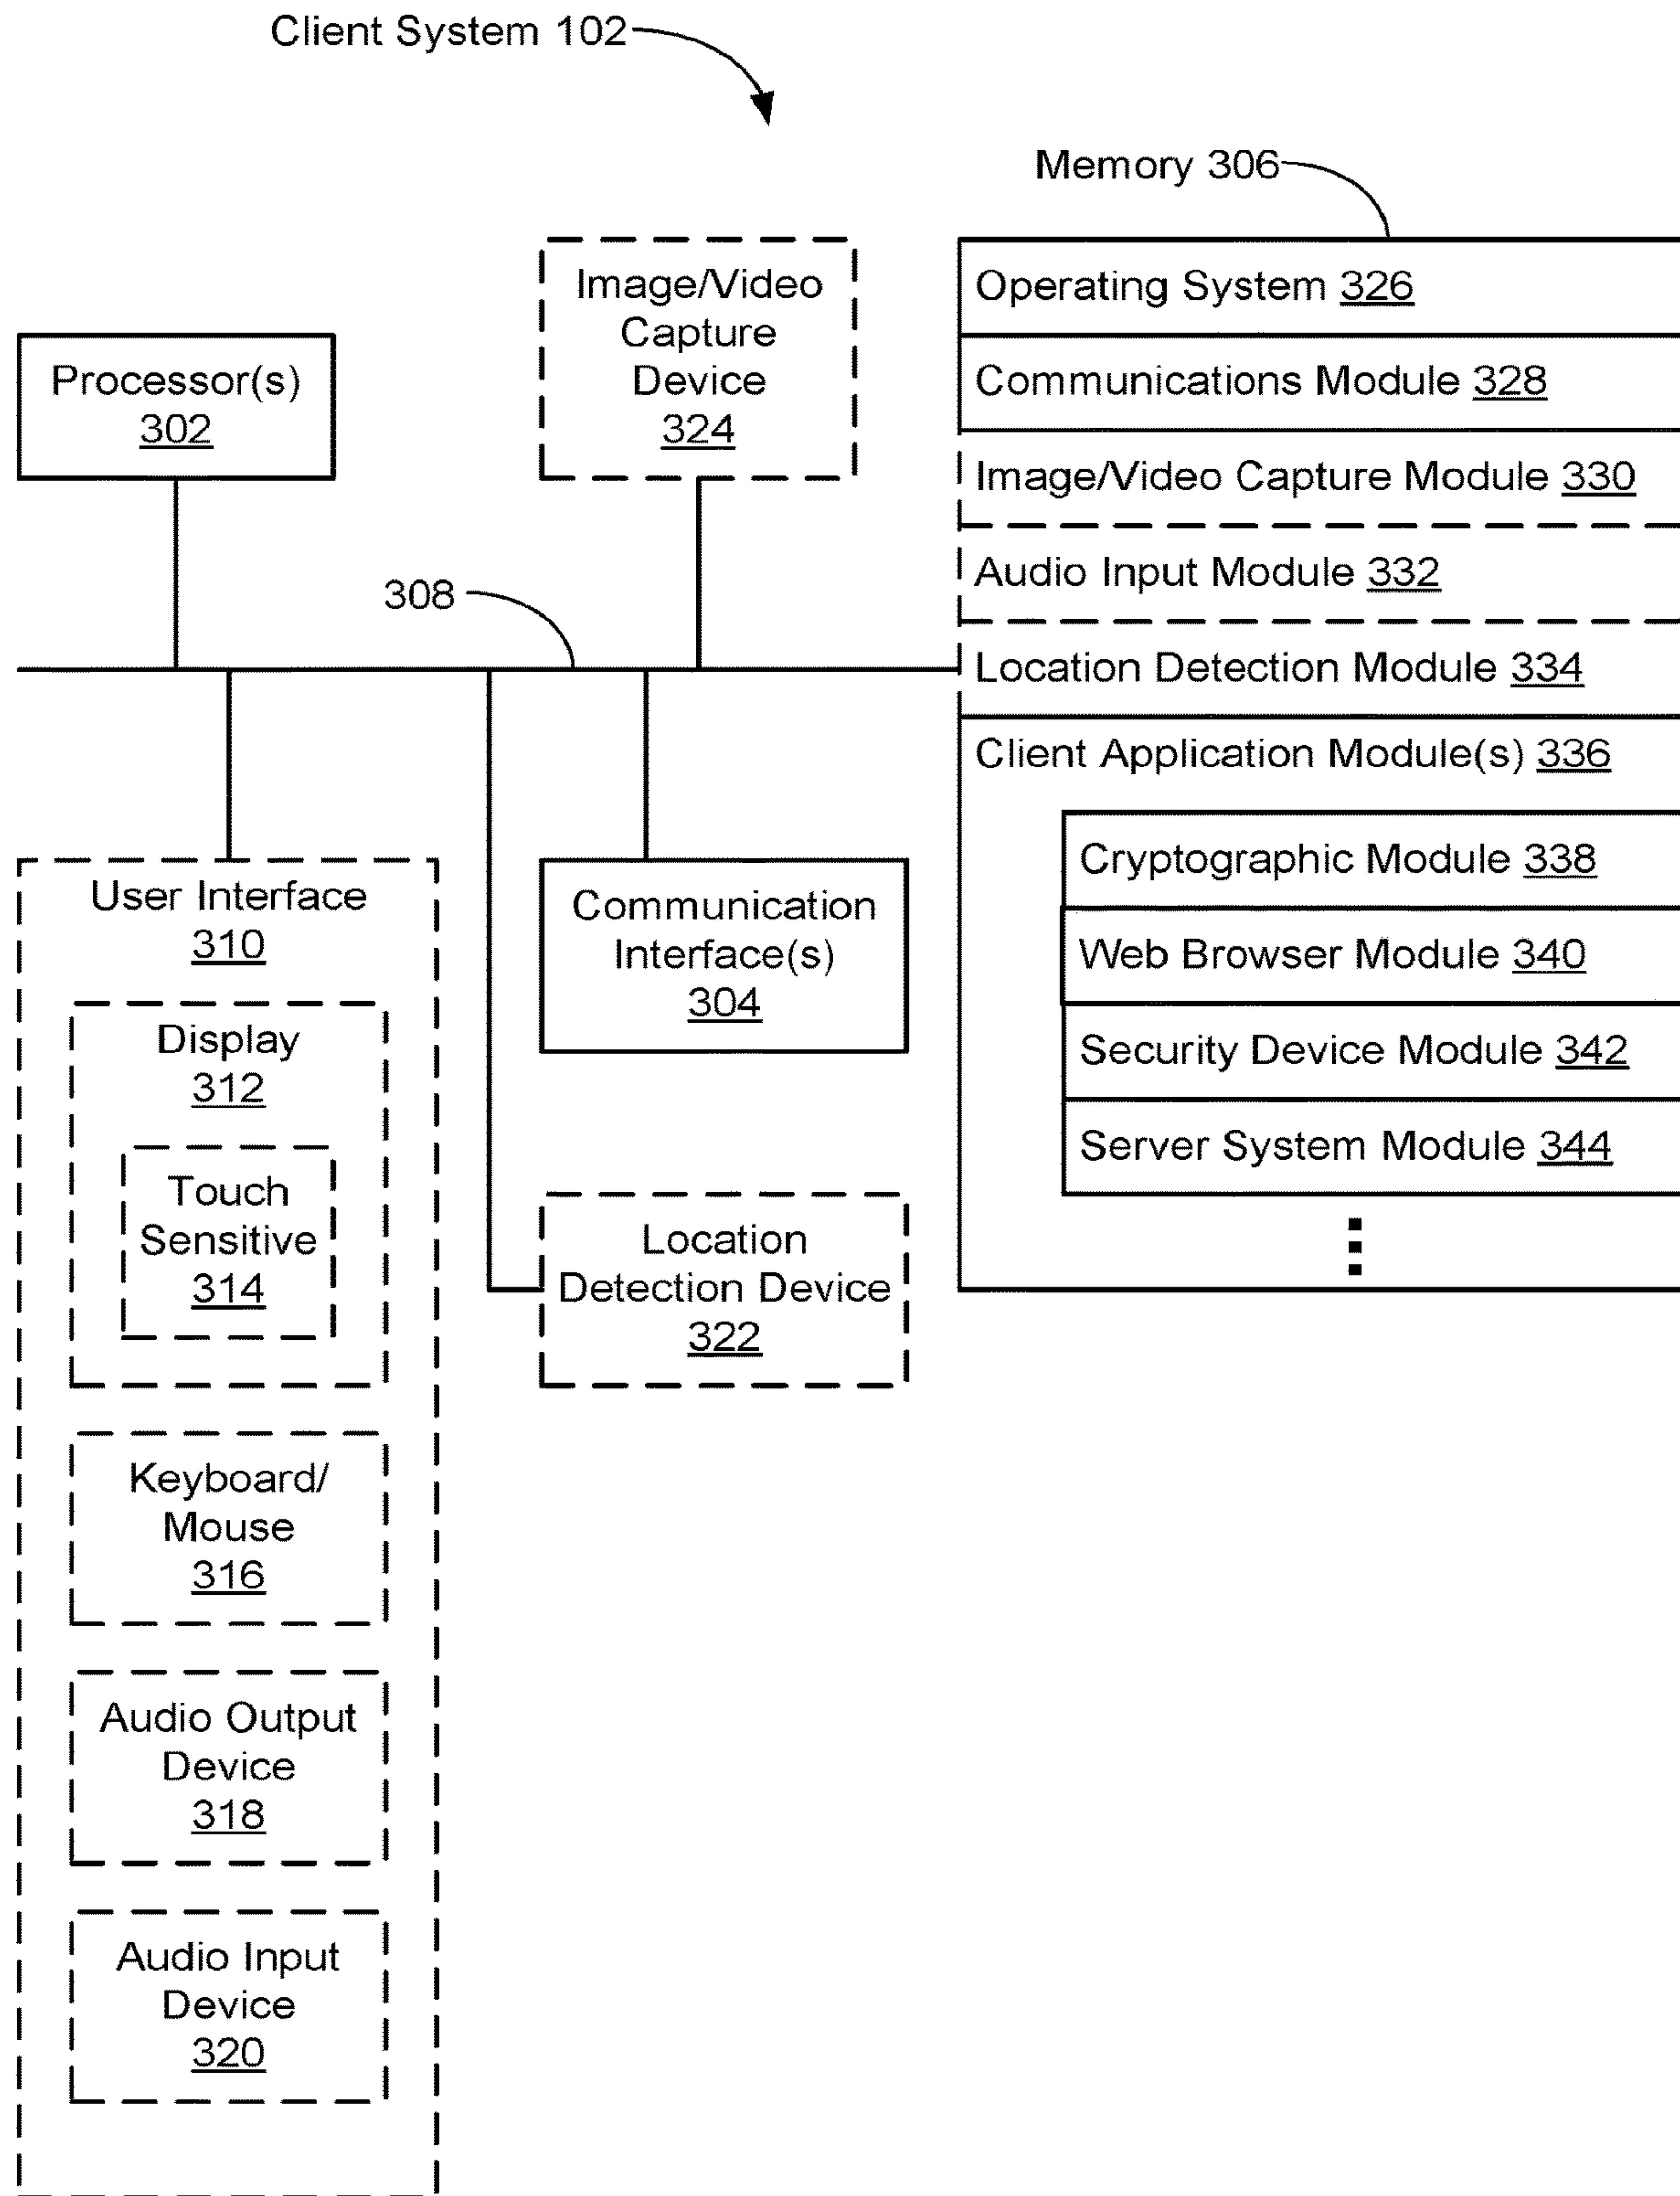 Client System 102
Memory 306
Processor(s)
302
Image/Video
Capture
Device
324
308
User Interface
310
Display
312
Touch
Sensitive
314
Keyboard/
Mouse
316
Audio Output
Device
318
Audio Input
Device
320
Communication
Interface(s)
304
Location
Detection Device
322
Operating System 326
Communications Module 328
Image/Video Capture Module 330
Audio Input Module 332
Location Detection Module 334
Client Application Module(s) 336
Cryptographic Module 338
Web Browser Module 340
Security Device Module 342
Server System Module 344